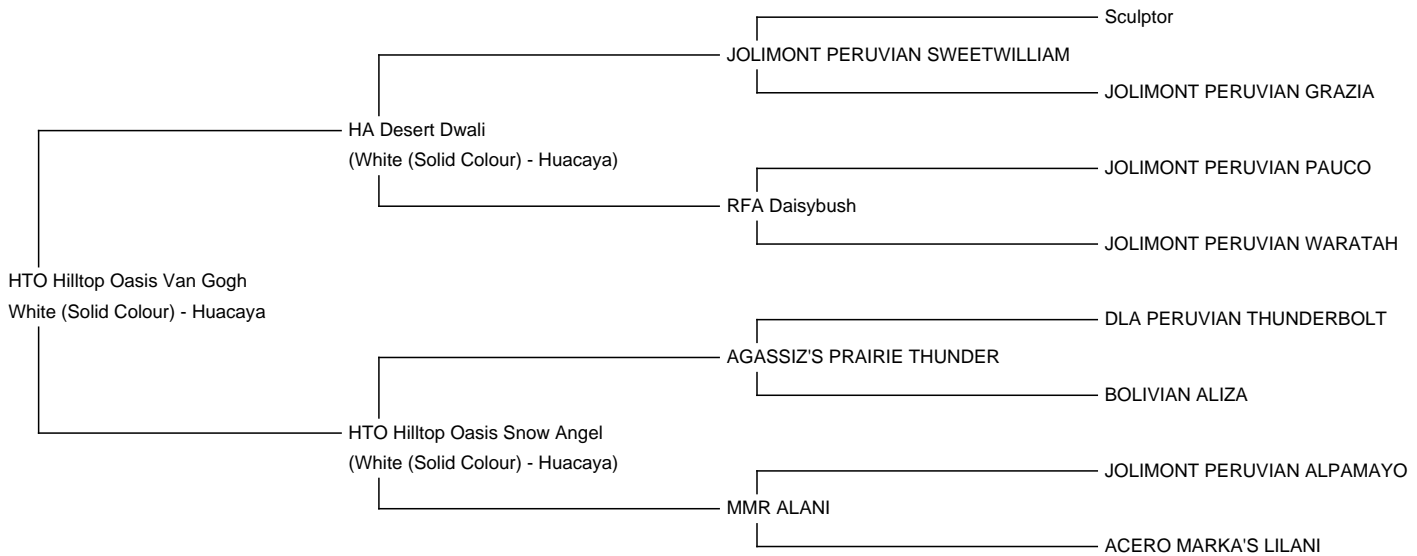 Sculptor
JOLIMONT PERUVIAN SWEETWILLIAM
JOLIMONT PERUVIAN GRAZIA
HA Desert Dwali
(White (Solid Colour) - Huacaya)
JOLIMONT PERUVIAN PAUCO
RFA Daisybush
JOLIMONT PERUVIAN WARATAH
HTO Hilltop Oasis Van Gogh
White (Solid Colour) - Huacaya
DLA PERUVIAN THUNDERBOLT
AGASSIZ'S PRAIRIE THUNDER
BOLIVIAN ALIZA
HTO Hilltop Oasis Snow Angel
(White (Solid Colour) - Huacaya)
JOLIMONT PERUVIAN ALPAMAYO
MMR ALANI
ACERO MARKA'S LILANI